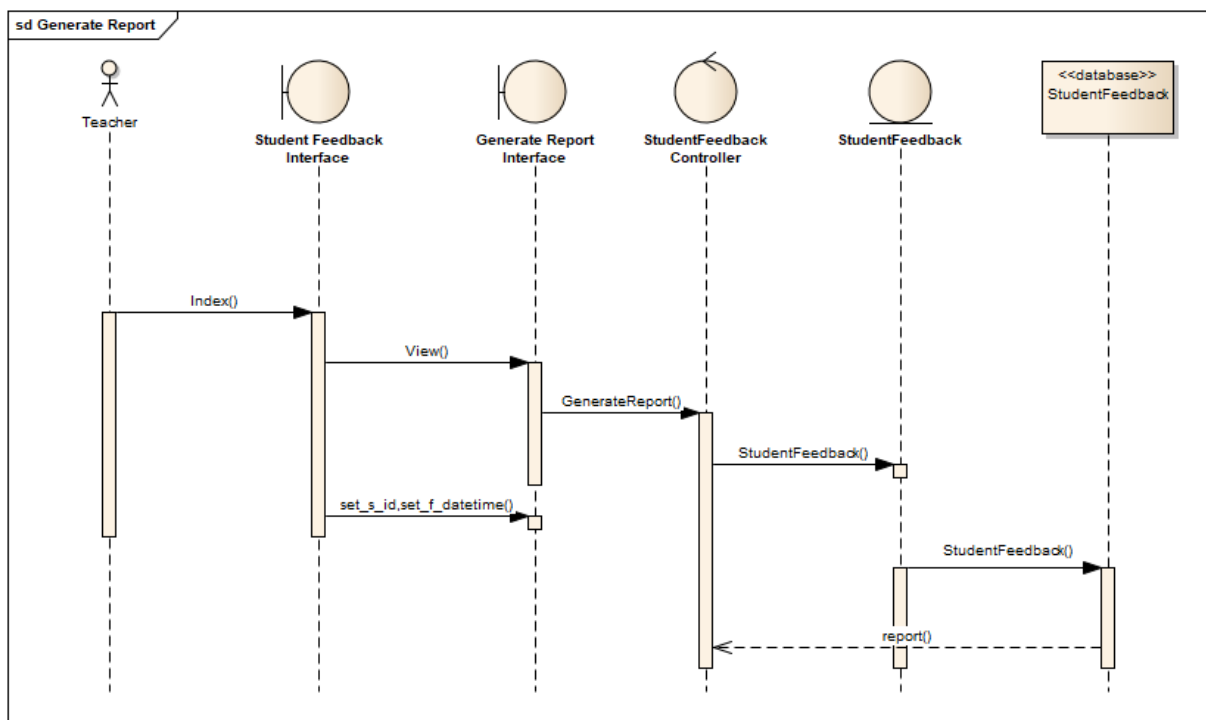 sd Generate Report
Teacher
Student Feedback
Interface
Generate Report
Interface
StudentFeedback
Controller
StudentFeedback
<<database>>
StudentFeedback
Index()
View()
GenerateReport()
StudentFeedback()
set_s_id,set_f_datetime()
StudentFeedback()
report()